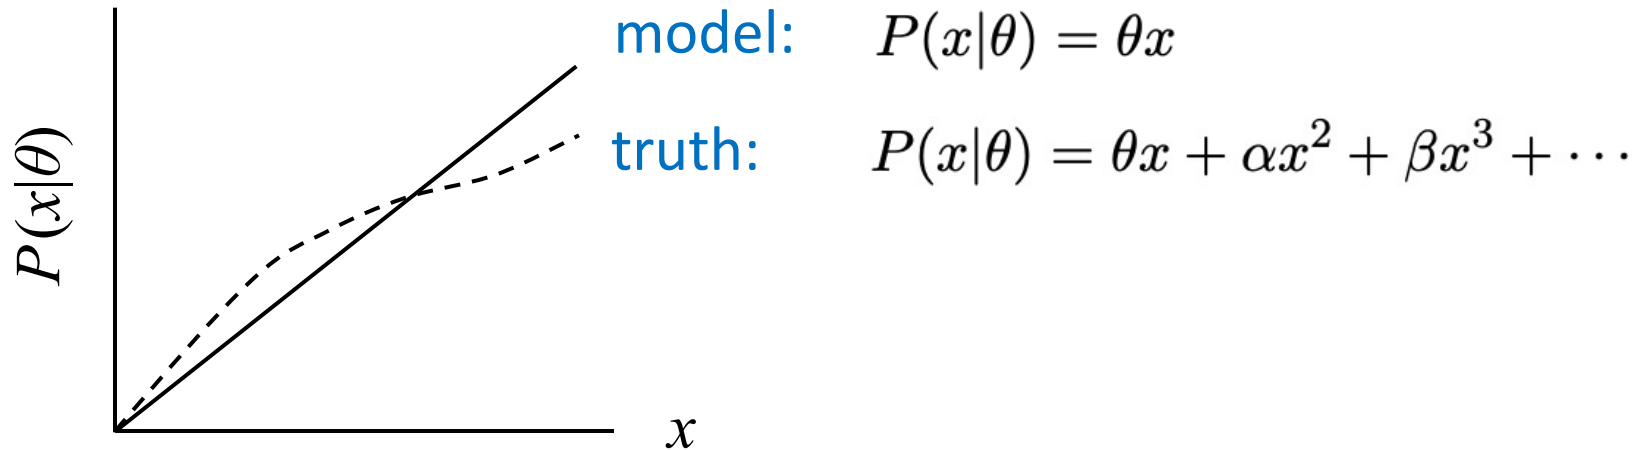 model: P(x|θ) = θx
truth: P(x|θ) = θx + αx² + βx³ + ···
P(x|θ)
x